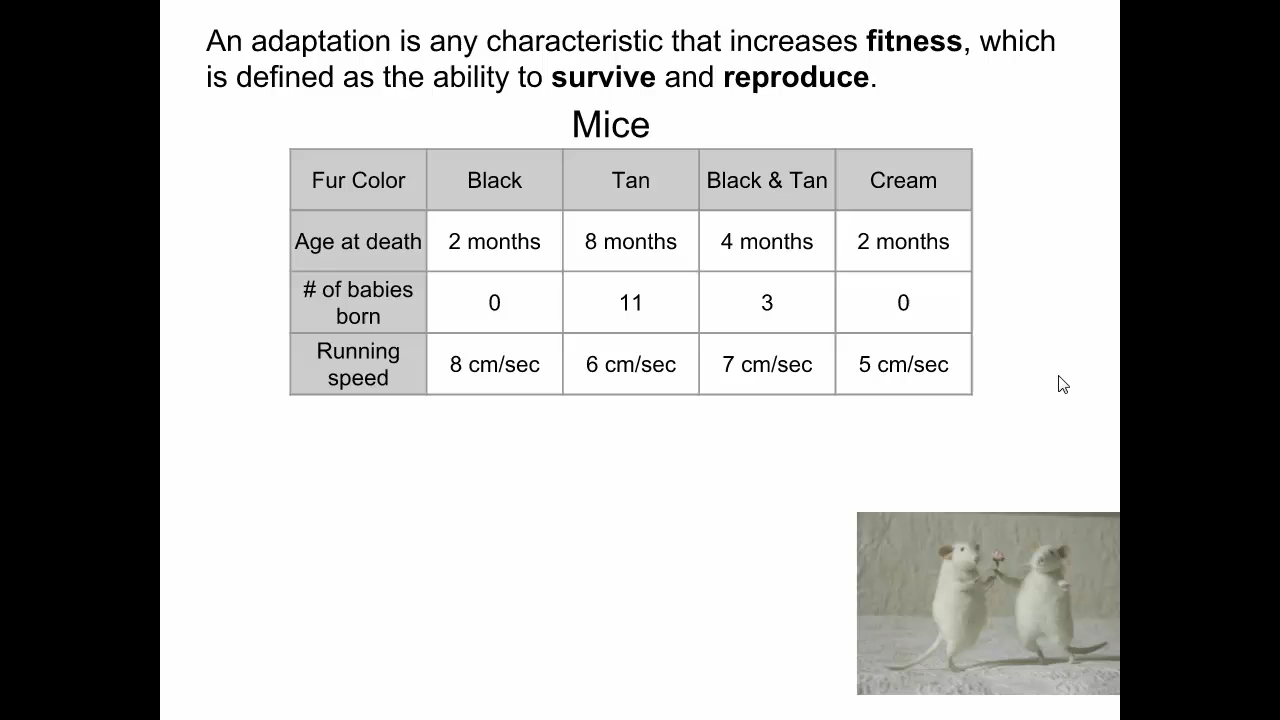 An adaptation is any characteristic that increases fitness, which
is defined as the ability to survive and reproduce.
Mice
Fur Color Black Tan Black & Tan Cream
Age at death 2 months 8 months 4 months 2 months
# of babies
born 0 11 3 0
Running
speed 8 cm/sec 6 cm/sec 7 cm/sec 5 cm/sec